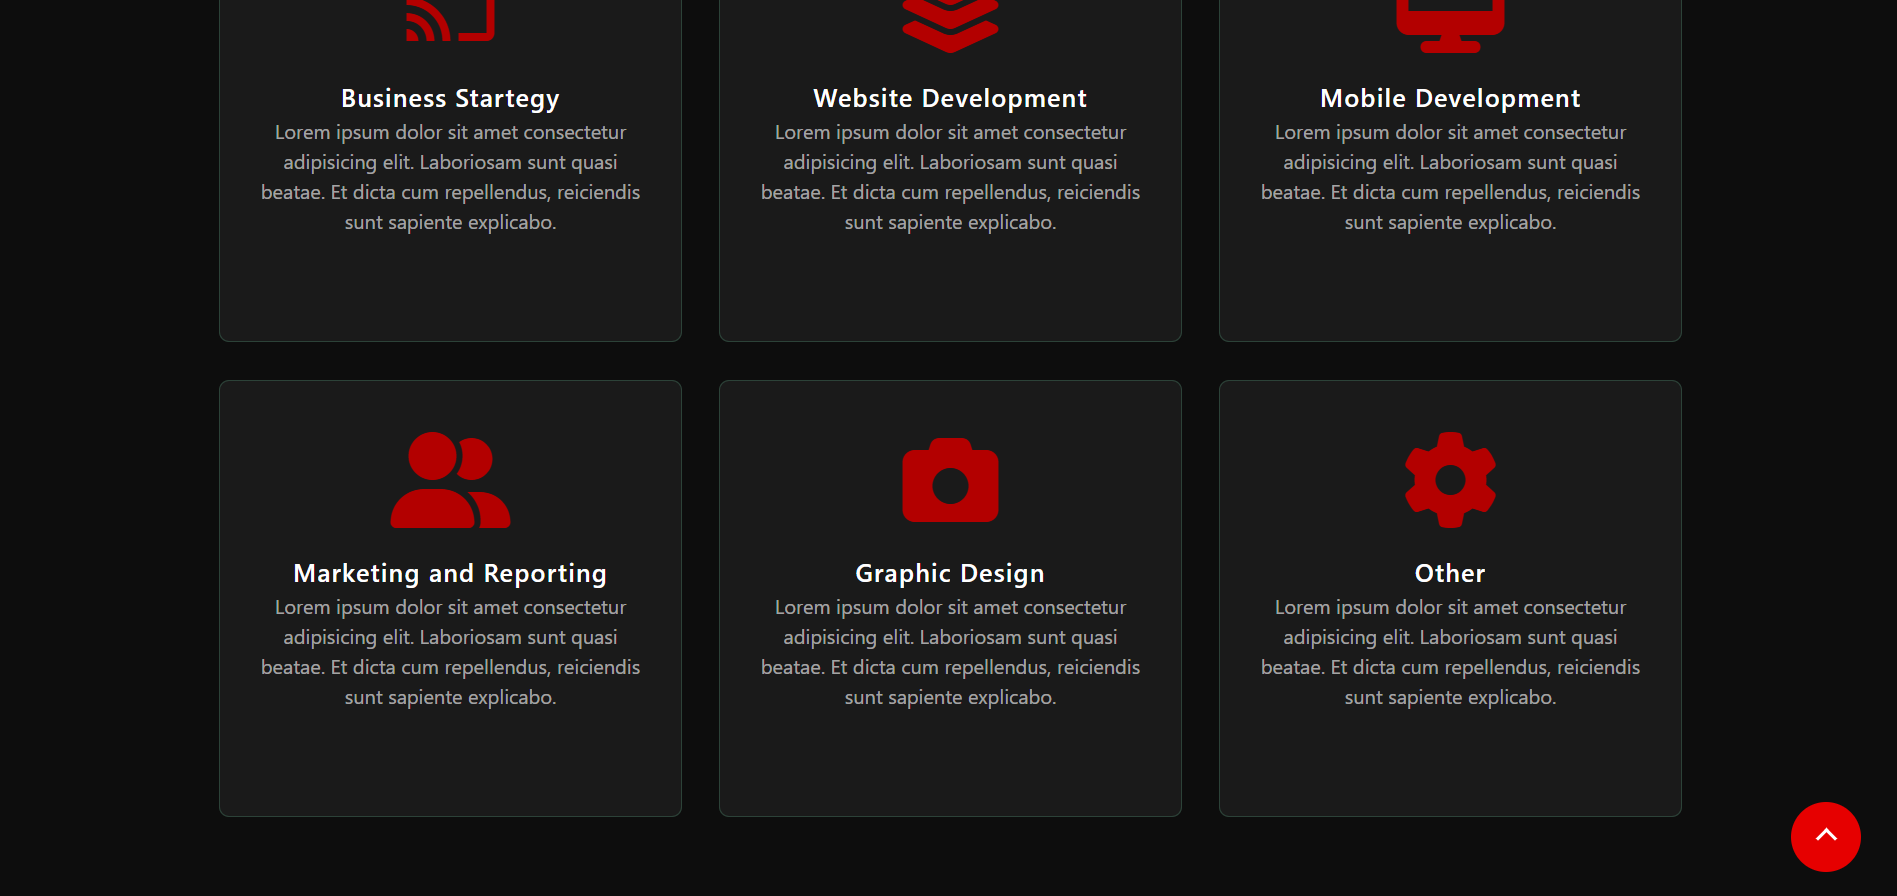 Business Startegy
Lorem ipsum dolor sit amet consectetur
adipisicing elit. Laboriosam sunt quasi
beatae. Et dicta cum repellendus, reiciendis
sunt sapiente explicabo.
Website Development
Lorem ipsum dolor sit amet consectetur
adipisicing elit. Laboriosam sunt quasi
beatae. Et dicta cum repellendus, reiciendis
sunt sapiente explicabo.
Mobile Development
Lorem ipsum dolor sit amet consectetur
adipisicing elit. Laboriosam sunt quasi
beatae. Et dicta cum repellendus, reiciendis
sunt sapiente explicabo.
Marketing and Reporting
Lorem ipsum dolor sit amet consectetur
adipisicing elit. Laboriosam sunt quasi
beatae. Et dicta cum repellendus, reiciendis
sunt sapiente explicabo.
Graphic Design
Lorem ipsum dolor sit amet consectetur
adipisicing elit. Laboriosam sunt quasi
beatae. Et dicta cum repellendus, reiciendis
sunt sapiente explicabo.
Other
Lorem ipsum dolor sit amet consectetur
adipisicing elit. Laboriosam sunt quasi
beatae. Et dicta cum repellendus, reiciendis
sunt sapiente explicabo.